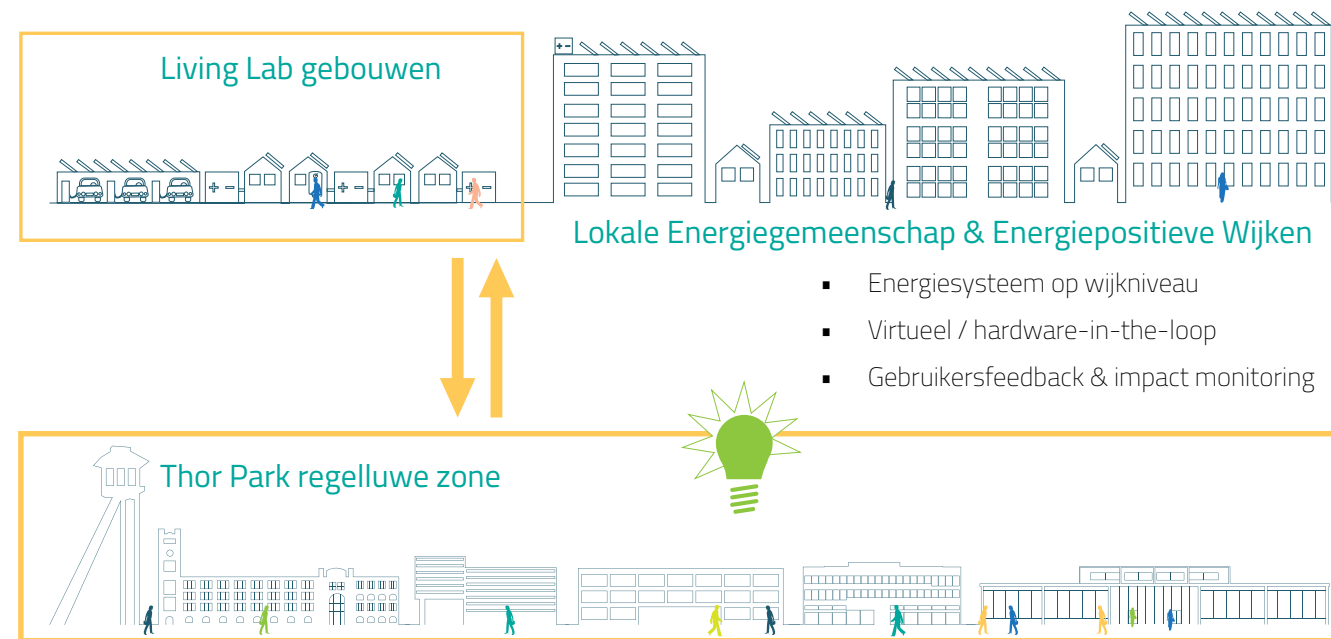 Living Lab gebouwen
+ -
+ - + - + -
Lokale Energiegemeenschap & Energiepositieve Wijken
▪ Energiesysteem op wijkniveau
▪ Virtueel / hardware-in-the-loop
▪ Gebruikersfeedback & impact monitoring
Thor Park regelluwe zone